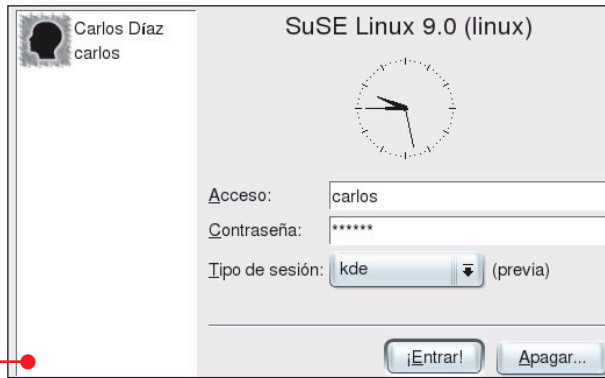 Carlos Díaz
carlos
SuSE Linux 9.0 (linux)
Acceso: carlos
Contraseña: ******
Tipo de sesión: kde (previa)
¡Entrar! Apagar...